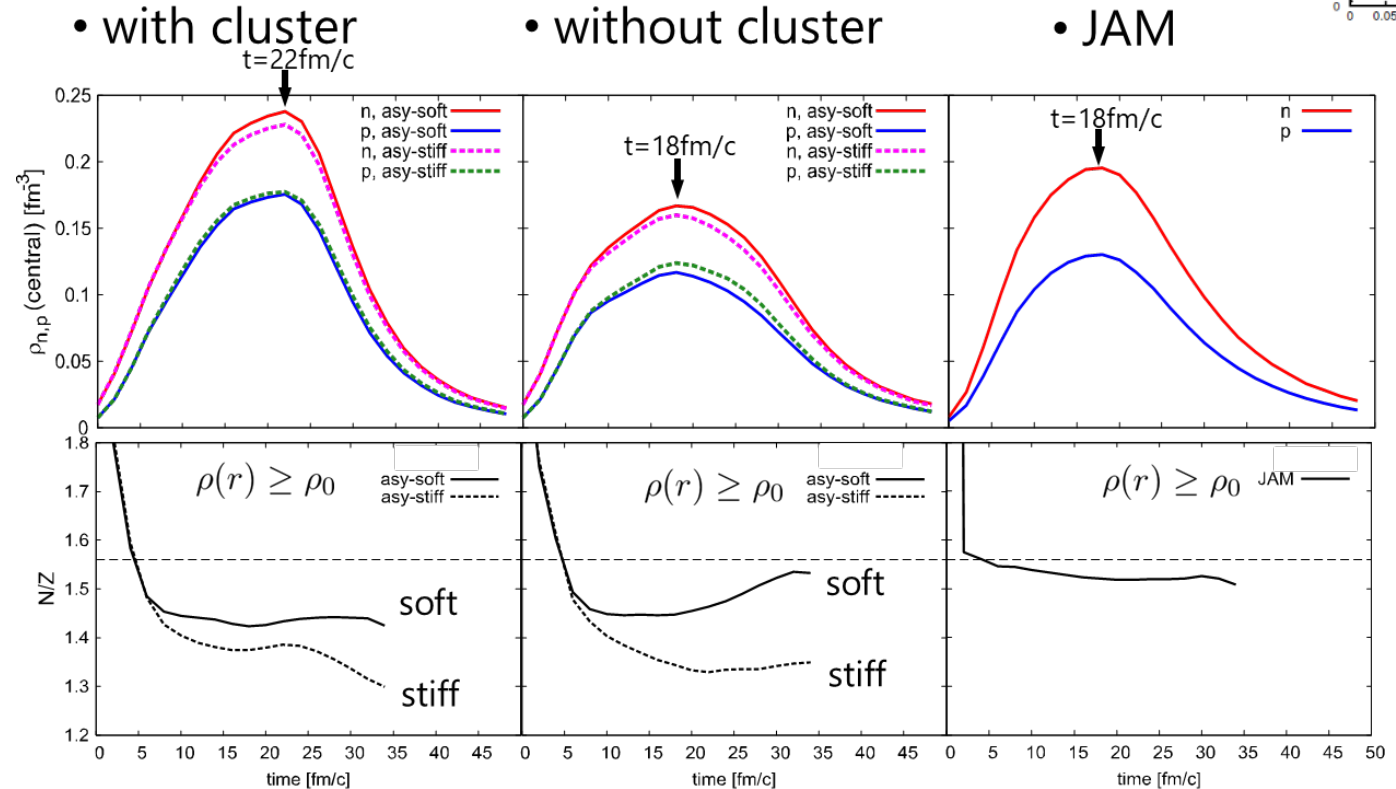 • with cluster
• without cluster
• JAM
0
0 0.05
t=22fm/c
t=18fm/c
t=18fm/c
0.25
0.2
0.15
0.1
0.05
0
ρn,p (central) [fm-3]
n, asy-soft
p, asy-soft
n, asy-stiff
p, asy-stiff
n, asy-soft
p, asy-soft
n, asy-stiff
p, asy-stiff
n
p
1.8
1.7
1.6
1.5
1.4
1.3
1.2
N/Z
ρ(r) ≥ ρ0
asy-soft
asy-stiff
soft
stiff
ρ(r) ≥ ρ0
asy-soft
asy-stiff
soft
stiff
ρ(r) ≥ ρ0
JAM
0 5 10 15 20 25 30 35 40 45
0 5 10 15 20 25 30 35 40 45
0 5 10 15 20 25 30 35 40 45 50
time [fm/c]
time [fm/c]
time [fm/c]